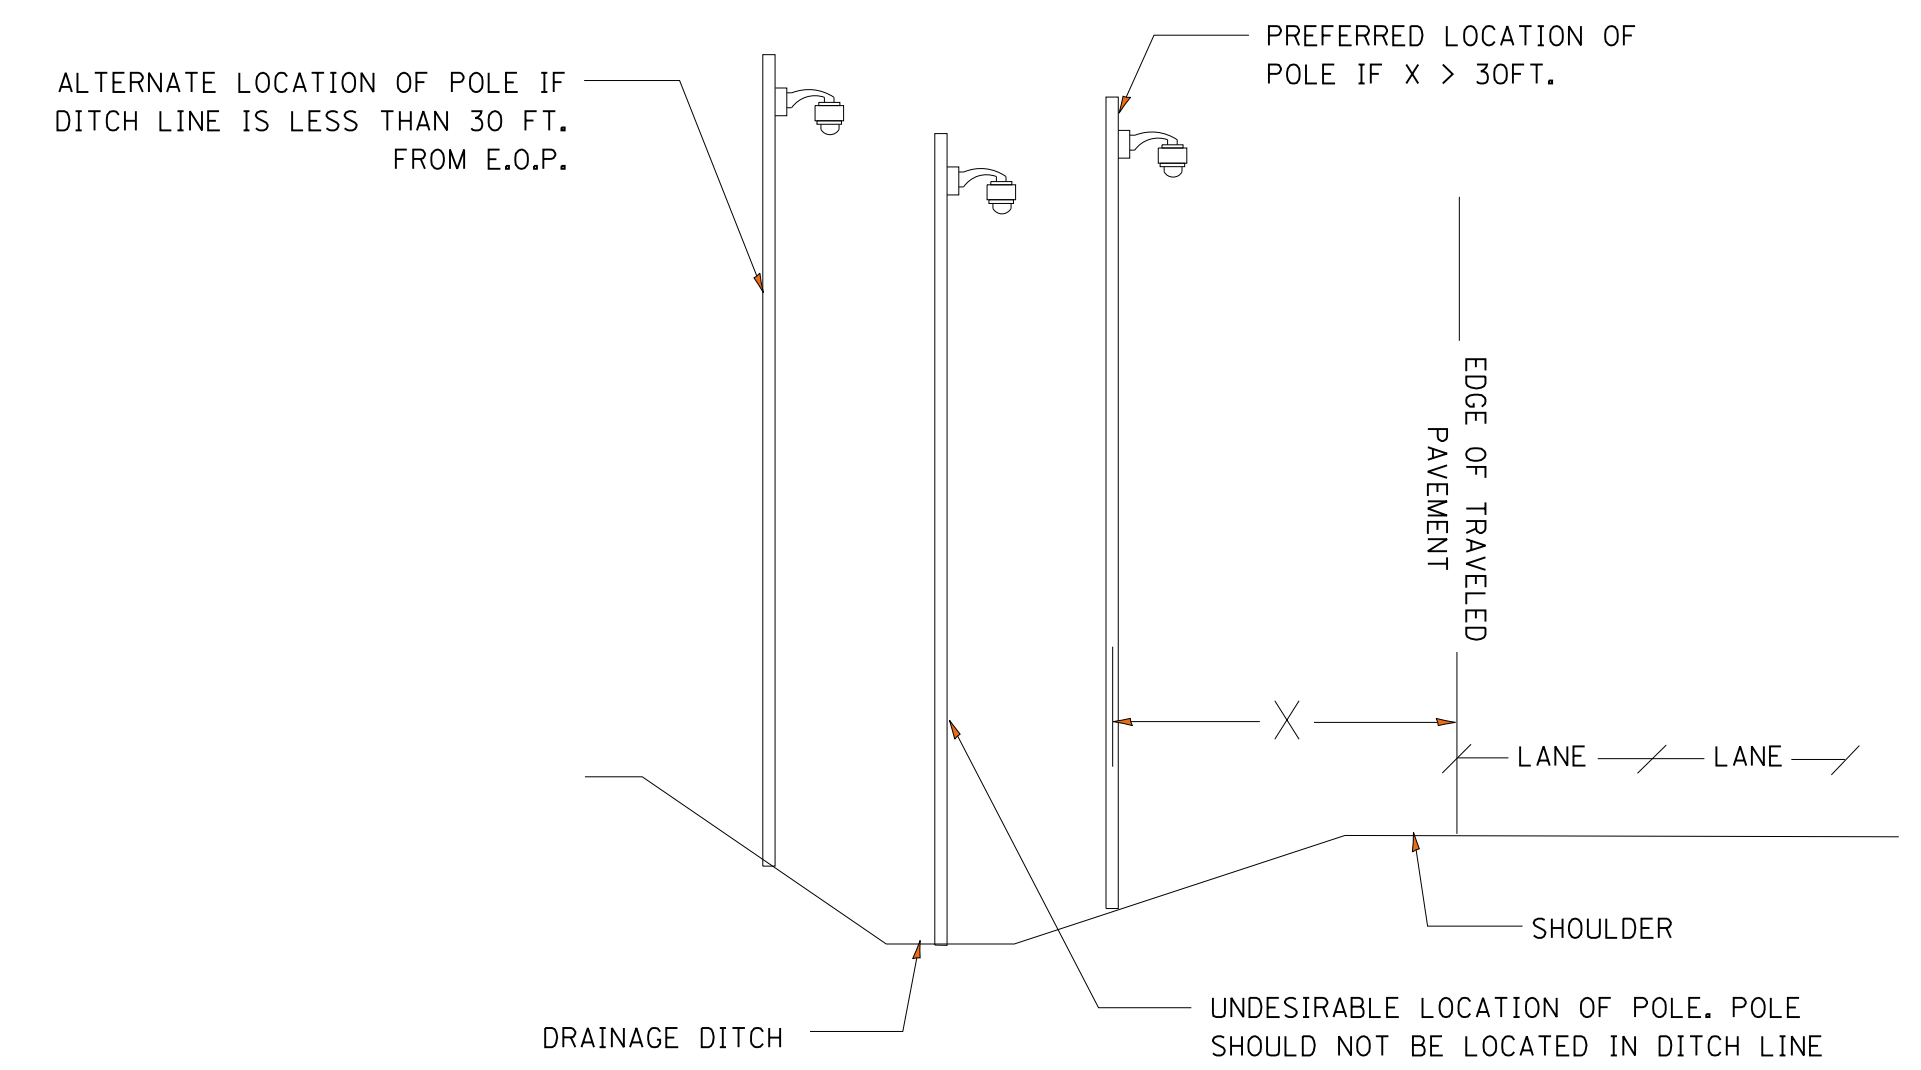 ALTERNATE LOCATION OF POLE IF
DITCH LINE IS LESS THAN 30 FT.
FROM E.O.P.
PREFERRED LOCATION OF
POLE IF X > 30FT.
EDGE OF TRAVELED
PAVEMENT
X
LANE
LANE
SHOULDER
DRAINAGE DITCH
UNDESIRABLE LOCATION OF POLE. POLE
SHOULD NOT BE LOCATED IN DITCH LINE